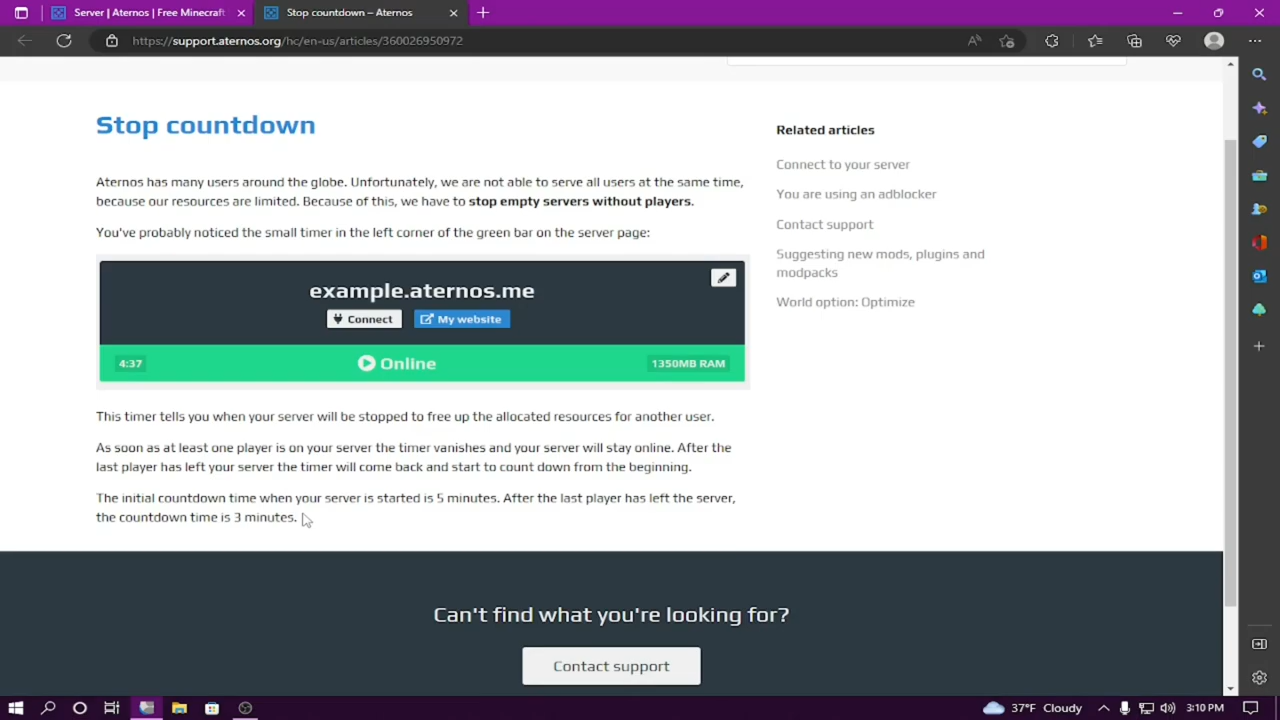 Server | Aternos | Free Minecraft
Stop countdown – Aternos
https://support.aternos.org/hc/en-us/articles/360026950972
Stop countdown
Aternos has many users around the globe. Unfortunately, we are not able to serve all users at the same time,
because our resources are limited. Because of this, we have to stop empty servers without players.
You've probably noticed the small timer in the left corner of the green bar on the server page:
example.aternos.me
Connect
My website
4:37
Online
1350MB RAM
This timer tells you when your server will be stopped to free up the allocated resources for another user.
As soon as at least one player is on your server the timer vanishes and your server will stay online. After the
last player has left your server the timer will come back and start to count down from the beginning.
The initial countdown time when your server is started is 5 minutes. After the last player has left the server,
the countdown time is 3 minutes.
Related articles
Connect to your server
You are using an adblocker
Contact support
Suggesting new mods, plugins and
modpacks
World option: Optimize
Can't find what you're looking for?
Contact support
37°F Cloudy
3:10 PM